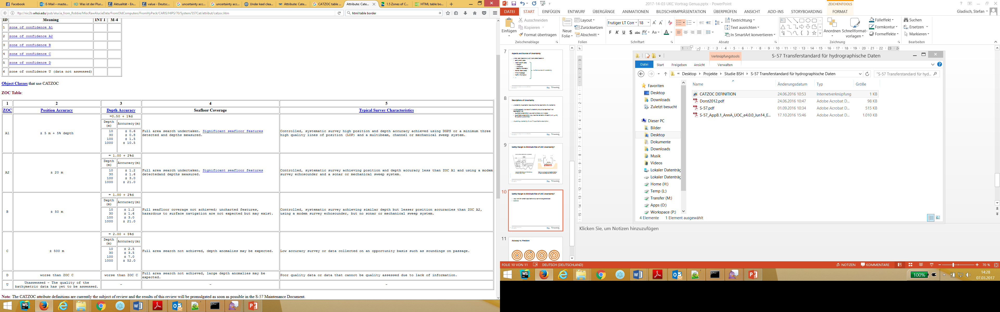 Facebook
E-Mail – maste...
Was ist der Plur...
Aktualität - En...
value - Deutsc...
uncertainty acc...
uncertainty acc...
Under keel clea...
Attribute: Cate...
CATZOC table ...
Attribute: Cate...
1.5 Zones of C...
HTML table bo...
ftp://nic2b.whoi.edu/pub/alucia_from_Robbie/MiscRawAluciaData/FromOldComputers/FromHyPack/CARIS/HIPS/70/System/S57Cat/attribut/catzoc.htm
html table border
ID Meaning INT 1 M-4
1 zone of confidence A1
2 zone of confidence A2
3 zone of confidence B
4 zone of confidence C
5 zone of confidence D
6 zone of confidence U (data not assessed)
Object Classes that use CATZOC
ZOC Table:
1 2 3 4 5
ZOC Position Accuracy Depth Accuracy Seafloor Coverage Typical Survey Characteristics
A1
± 5 m + 5% depth
=0.50 + 1%d
Depth (m) Accuracy(m)
10 ± 0.6
30 ± 0.8
100 ± 1.5
1000 ± 10.5
Full area search undertaken. Significant seafloor features
detected and depths measured.
Controlled, systematic survey high position and depth accuracy achieved using DGPS or a minimum three
high quality lines of position (LOP) and a multibeam, channel or mechanical sweep system.
A2
± 20 m
= 1.00 + 2%d
Depth (m) Accuracy(m)
10 ± 1.2
30 ± 1.6
100 ± 3.0
1000 ± 21.0
Full area search undertaken. Significant seafloor features
detectedand depths measured.
Controlled, systematic survey achieving position and depth accuracy less than ZOC A1 and using a modem
survey echosounder and a sonar or mechanical sweep system.
B
± 50 m
= 1.00 + 2%d
Depth (m) Accuracy(m)
10 ± 1.2
30 ± 1.6
100 ± 3.0
1000 ± 21.0
Full seafloor coverage not achieved; uncharted features,
hazardous to surface navigation are not expected but may exist.
Controlled, systematic survey achieving similar depth but lesser position accuracies than ZOC A2,
using a modem survey echosounder, but no sonar or mechanical sweep system.
C
± 500 m
= 2.00 + 5%d
Depth (m) Accuracy(m)
10 ± 2.5
30 ± 3.5
100 ± 7.0
1000 ± 52.0
Full area search not achieved, depth anomalies may be expected.
Low accuracy survey or data collected on an opportunity basis such as soundings on passage.
D
worse than ZOC C
worse than ZOC C
Full area search not achieved, large depth anomalies may be
expected.
Poor quality data or data that cannot be quality assessed due to lack of information.
U
Unassessed - The quality of the
bathymetric data has yet to be assessed.
-
-
-
Note: The CATZOC attribute definitions are currently the subject of review and the results of this review will be promulgated as soon as possible in the S-57 Maintenance Document.
2017-14-03 UKC Vortrag Genua.pptx - PowerPoint
ZEICHENTOOLS
DATEI START EINFÜGEN ENTWURF ÜBERGÄNGE ANIMATIONEN BILDSCHIRMPRÄSENTATION ÜBERPRÜFEN ANSICHT ADD-INS STORYBOARDING FORMAT
Gladisch, Stefan
Einfügen
Ausschneiden
Kopieren
Format übertragen
Zwischenablage
Neue Folie
Layout
Zurücksetzen
Abschnitt
Folien
Frutiger LT Con 18
F K U S abc AV Aa A
Schriftart
Textrichtung
Text ausrichten
In SmartArt konvertieren
Absatz
Anordnen
Schnellformat-
vorlagen
Fülleffekt
Formkontur
Formeffekte
Zeichnung
Suchen
Ersetzen
Markieren
Bearbeiten
7
Aspects and Sources of Uncertainty
8
Descriptions of Uncertainty
9
Safety Margin to Eliminate Risk of UKC Uncertainty?
10
Safety Margin to Eliminate Risk of UKC Uncertainty?
May work for certain applications but cannot be generalized
Example
11
Accuracy vs. Precision
Verknüpfungstools
S-57 Transferstandard für hydrographische Daten
Datei Start Freigeben Ansicht Verwalten
« Desktop Projekte Studie BSH S-57 Transferstandard für hydrographische Daten
"S-57 Transferstandard für hyd...
Favoriten
Desktop
Downloads
Zuletzt besucht
Dieser PC
Bilder
Desktop
Dokumente
Downloads
Musik
Videos
Lokaler Datenträg
Lokaler Datenträg
Home (H:)
Temp (L:)
Transfer (M:)
Apps (O:)
Workspace (P:)
Name Änderungsdatum Typ Größe
CATZOC DEFINITION 24.06.2016 10:53 Internetverknüpfung 1 KB
Dorst2012.pdf 24.06.2016 10:47 Adobe Acrobat D... 98 KB
S-57.pdf 01.09.2016 10:34 Adobe Acrobat D... 515 KB
S-57_AppB.1_AnnA_UOC_e4.0.0_Jun14_E... 17.10.2016 15:46 Adobe Acrobat D... 1.010 KB
4 Elemente 1 Element ausgewählt
Klicken Sie, um Notizen hinzuzufügen
FOLIE 10 VON 11 DEUTSCH (DEUTSCHLAND)
NOTIZEN KOMMENTARE 70 %
100%
14:28
07.03.2017